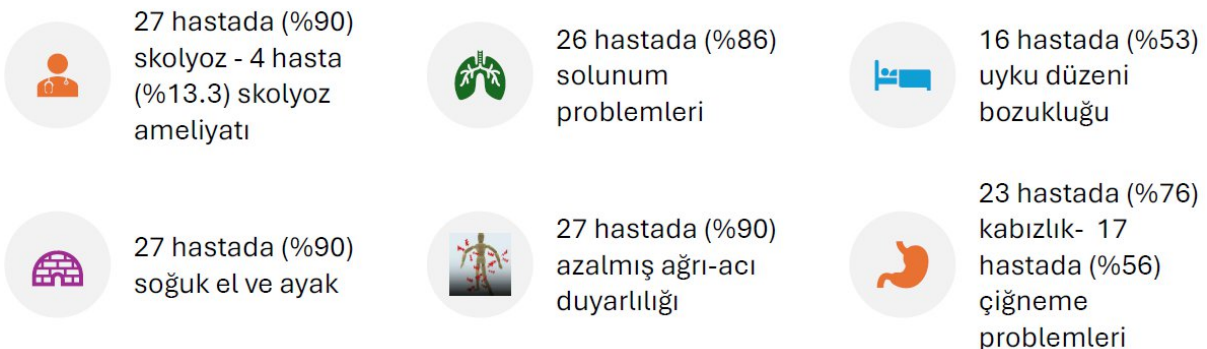 27 hastada (%90)
skolyoz - 4 hasta
(%13.3) skolyoz
ameliyatı
26 hastada (%86)
solunum
problemleri
16 hastada (%53)
uyku düzeni
bozukluğu
27 hastada (%90)
soğuk el ve ayak
27 hastada (%90)
azalmış ağrı-acı
duyarlılığı
23 hastada (%76)
kabızlık-  17
hastada (%56)
çiğneme
problemleri